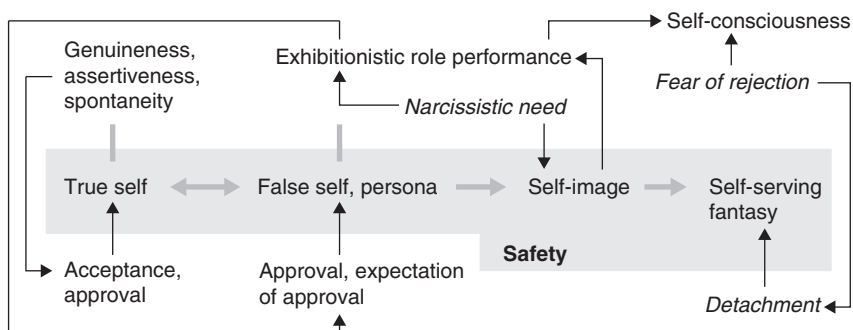 Self-consciousness
Genuineness,
assertiveness,
spontaneity
Exhibitionistic role performance
Fear of rejection
Narcissistic need
True self
False self, persona
Self-image
Self-serving
fantasy
Safety
Acceptance,
approval
Approval, expectation
of approval
Detachment